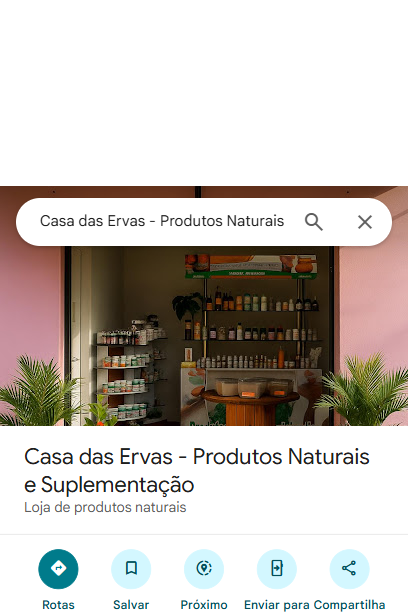 Casa das Ervas - Produtos Naturais
Casa das Ervas - Produtos Naturais
e Suplementação
Loja de produtos naturais
Rotas
Salvar
Próximo
Enviar para
Compartilha